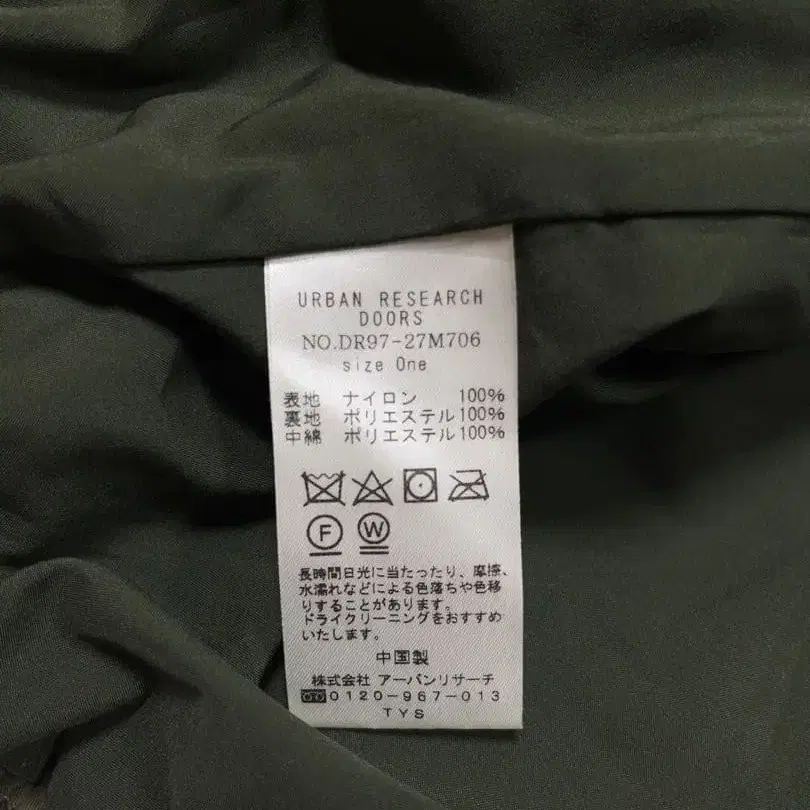 URBAN RESEARCH
DOORS
NO.DR97-27M706
size One
表地 ナイロン 100%
裏地 ポリエステル100%
中綿 ポリエステル100%
F W
長時間日光に当たったり、摩擦、
水濡れなどによる色落ちや色移
りすることがあります。
ドライクリーニングをおすすめ
いたします。
中国製
株式会社 アーバンリサーチ
0120-967-013
TYS